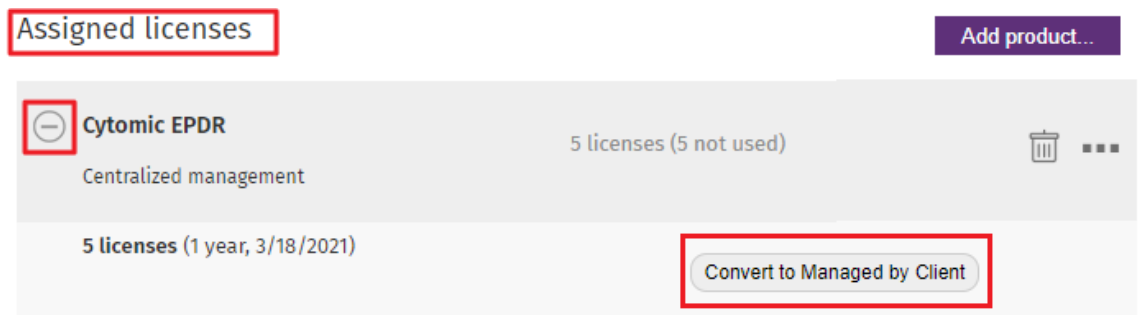 Assigned licenses
Add product...
Cytomic EPDR
5 licenses (5 not used)
Centralized management
5 licenses (1 year, 3/18/2021)
Convert to Managed by Client